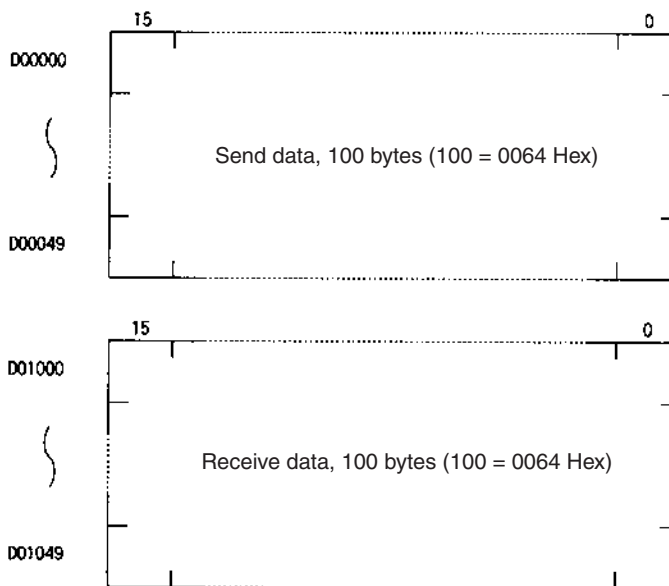 15 0
D00000
Send data, 100 bytes (100 = 0064 Hex)
D00049
15 0
D01000
Receive data, 100 bytes (100 = 0064 Hex)
D01049